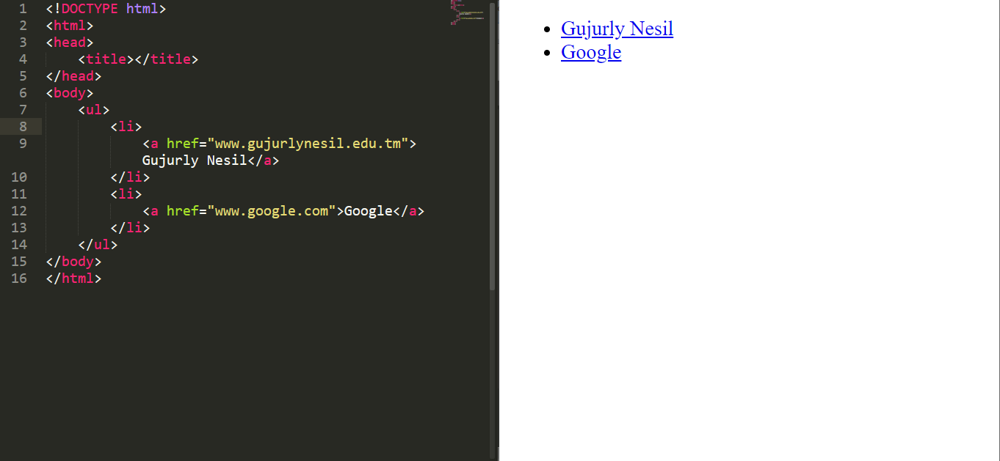 1 <!DOCTYPE html>
2 <html>
3 <head>
4 <title></title>
5 </head>
6 <body>
7 <ul>
8 <li>
9 <a href="www.gujurlynesil.edu.tm">
Gujurly Nesil</a>
10 </li>
11 <li>
12 <a href="www.google.com">Google</a>
13 </li>
14 </ul>
15 </body>
16 </html>
Gujurly Nesil
Google